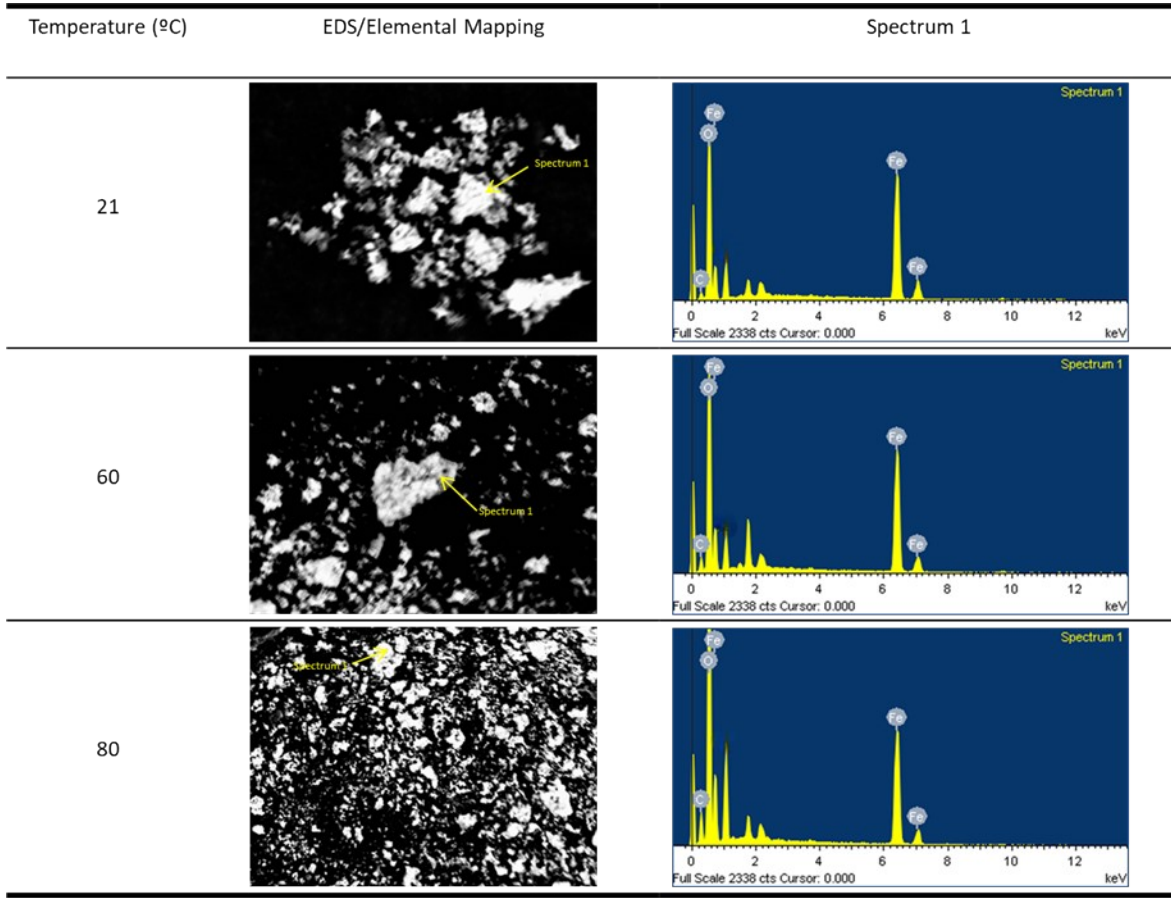 Temperature (ºC) EDS/Elemental Mapping Spectrum 1
21
Spectrum 1
Spectrum 1
Fe
O
Fe
Fe
C
0 2 4 6 8 10 12
Full Scale 2338 cts Cursor: 0.000 keV
60
Spectrum 1
Spectrum 1
Fe
O
Fe
C
Fe
0 2 4 6 8 10 12
Full Scale 2338 cts Cursor: 0.000 keV
80
Spectrum 1
Spectrum 1
Fe
O
Fe
C
Fe
0 2 4 6 8 10 12
Full Scale 2338 cts Cursor: 0.000 keV